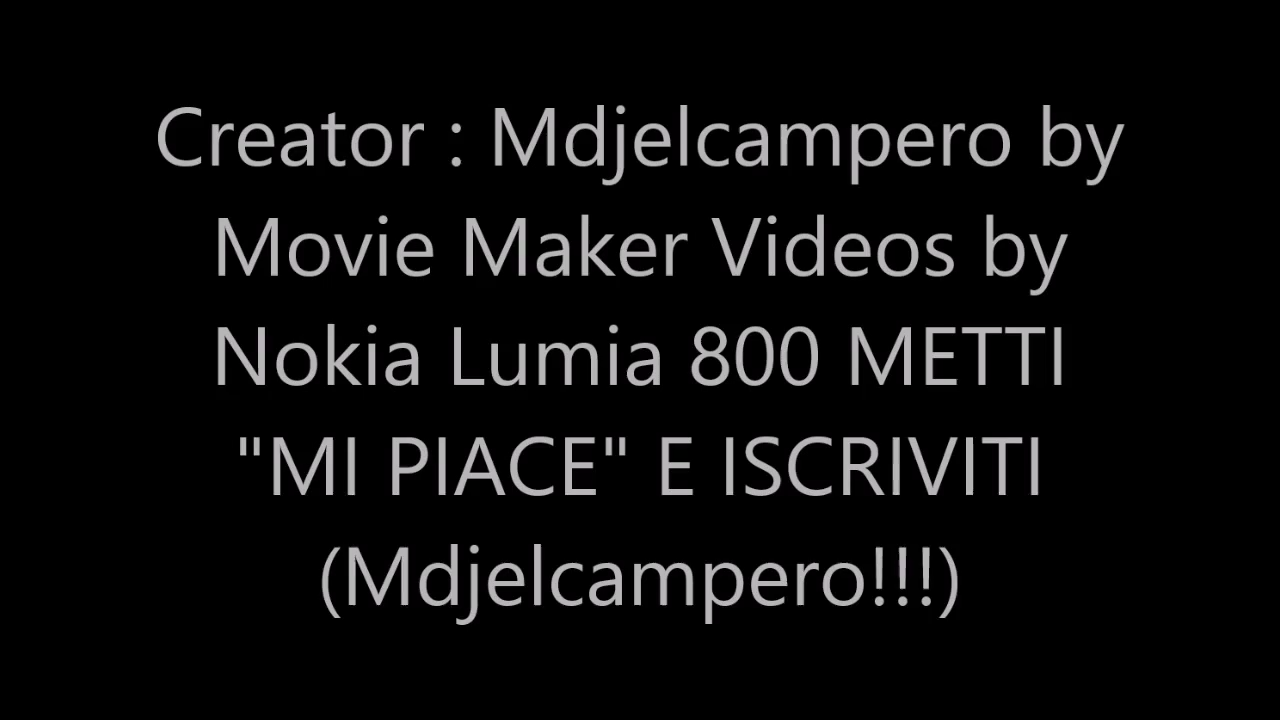 Creator : Mdjelcampero by
Movie Maker Videos by
Nokia Lumia 800 METTI
"MI PIACE" E ISCRIVITI
(Mdjelcampero!!!)